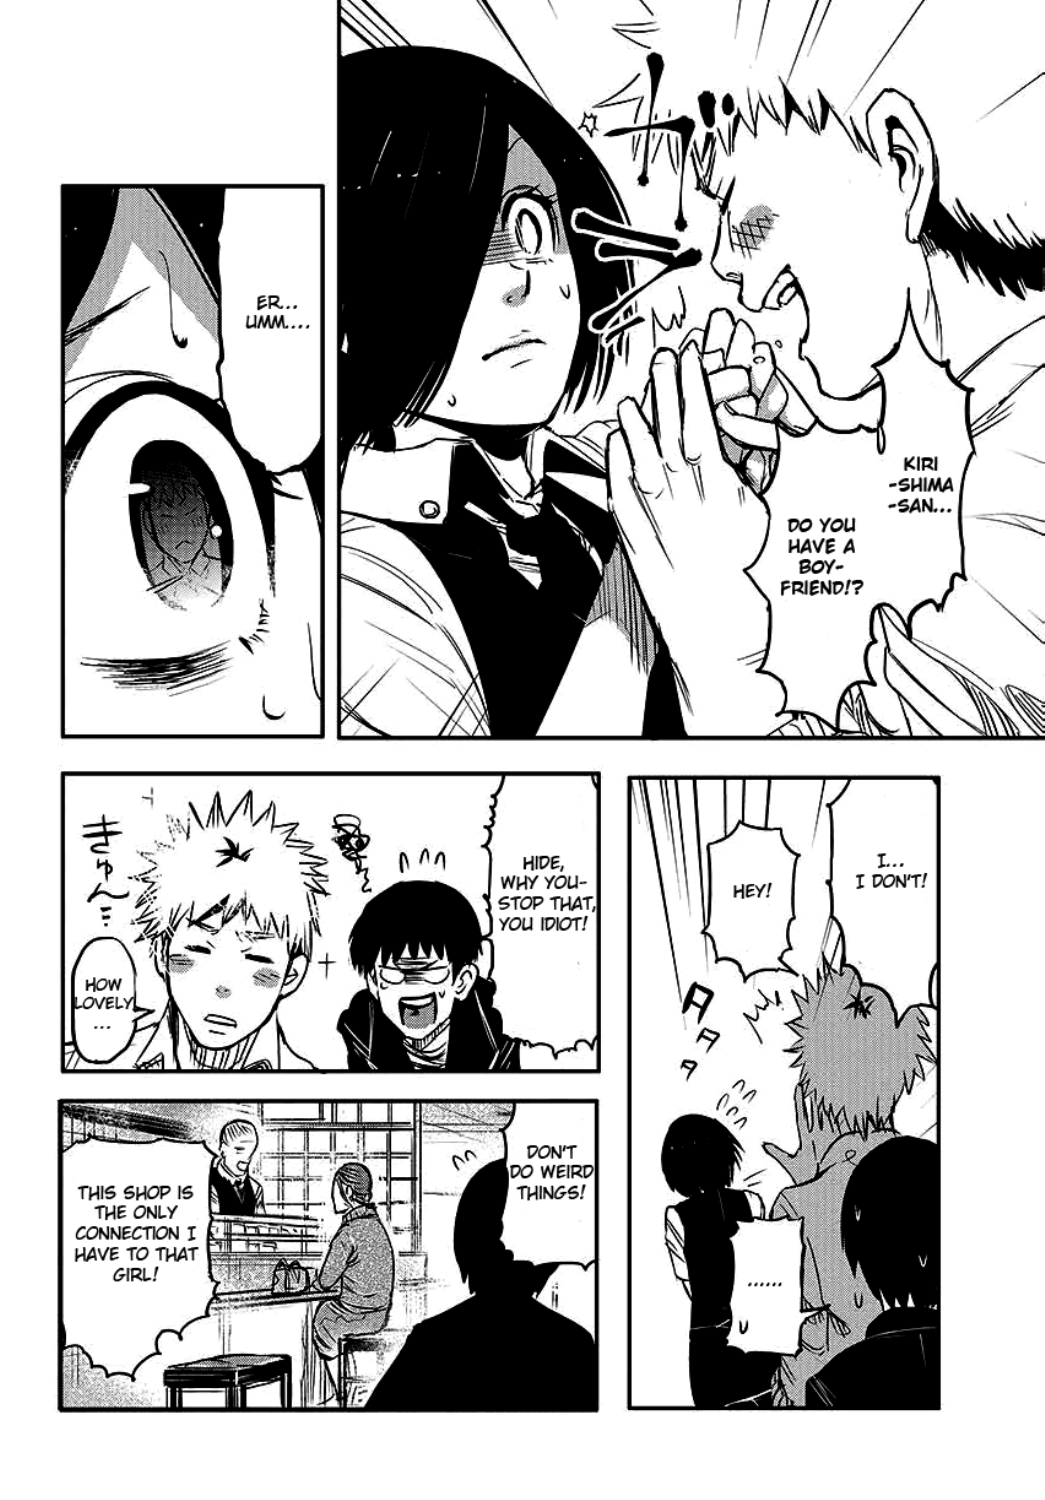 KIRI
-SHIMA
-SAN...
DO YOU
HAVE A
BOY-
FRIEND!?
ER...
UMM....
I...
I DON'T!
HEY!
......
HIDE,
WHY YOU-
STOP THAT,
YOU IDIOT!
きゅん…
HOW
LOVELY
...
DON'T
DO WEIRD
THINGS!
THIS SHOP IS
THE ONLY
CONNECTION I
HAVE TO THAT
GIRL!